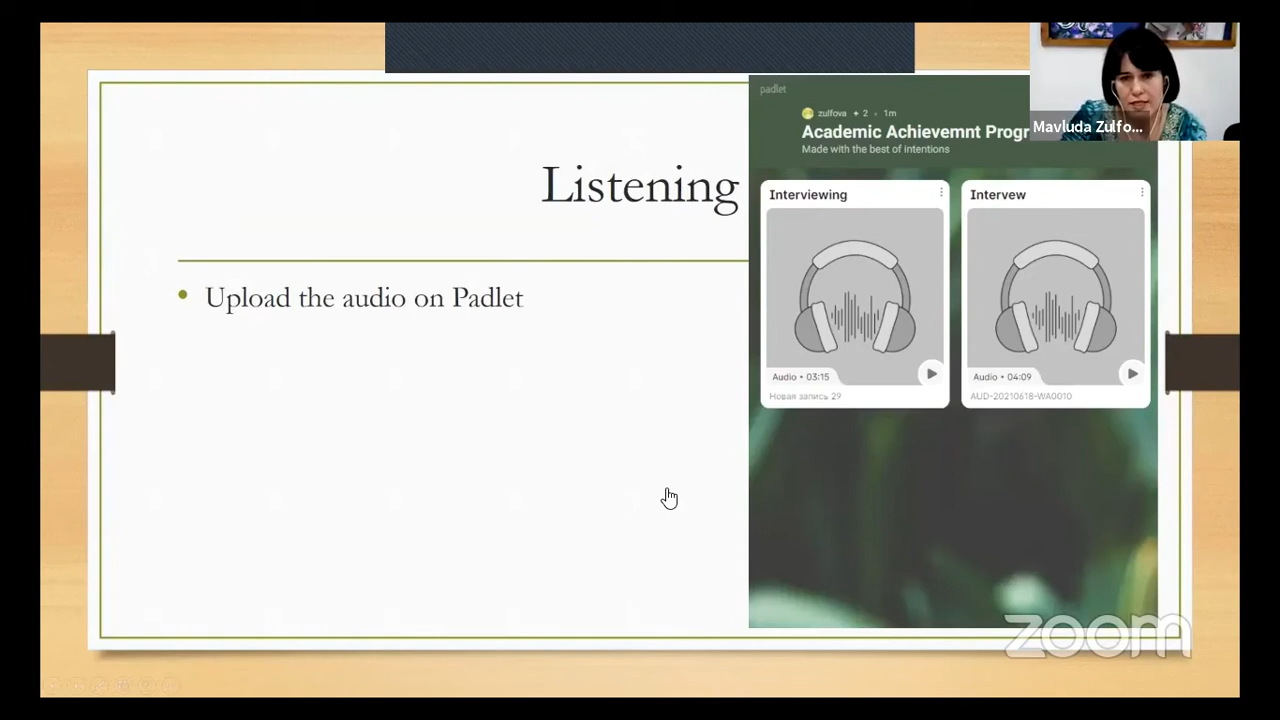 Listening
Upload the audio on Padlet
padlet
zulfova + 2 • 1m
Academic Achievemnt Progr
Made with the best of intentions
Interviewing
Audio • 03:15
Новая запись 29
Intervew
Audio • 04:09
AUD-20210618-WA0010
Mavluda Zulfo...
zoom